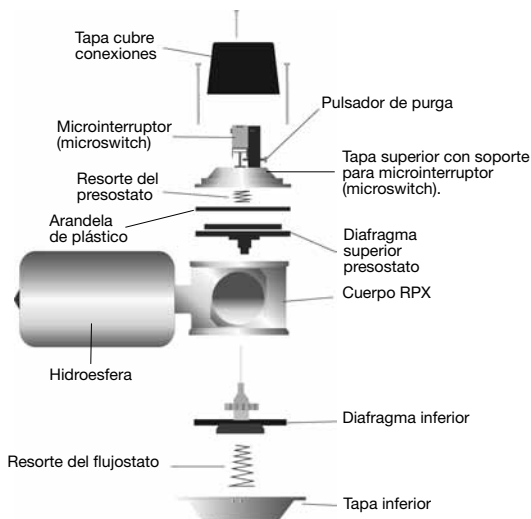 Tapa cubre
conexiones
Pulsador de purga
Microinterruptor
(microswitch)
Tapa superior con soporte
para microinterruptor
(microswitch).
Resorte del
presostato
Arandela
de plástico
Diafragma
superior
presostato
Cuerpo RPX
Hidroesfera
Diafragma inferior
Resorte del flujostato
Tapa inferior